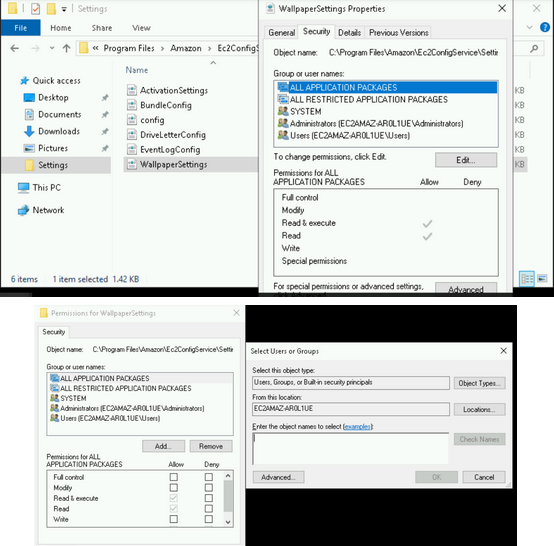 Settings
File
Home
Share
View
Program Files
Amazon
Ec2ConfigS
Name
Quick access
Desktop
Documents
Downloads
Pictures
Settings
This PC
Network
ActivationSettings
BundleConfig
config
DriveLetterConfig
EventLogConfig
WallpaperSettings
6 items 1 item selected 1.42 KB
WallpaperSettings Properties
General Security Details Previous Versions
Object name: C:\Program Files\Amazon\Ec2ConfigService\Settir
Group or user names:
ALL APPLICATION PACKAGES
ALL RESTRICTED APPLICATION PACKAGES
SYSTEM
Administrators (EC2AMAZ-AR0L1UE\Administrators)
Users (EC2AMAZ-AR0L1UE\Users)
To change permissions, click Edit.
Edit...
Permissions for ALL
APPLICATION PACKAGES Allow Deny
Full control
Modify
Read & execute
Read
Write
Special permissions
For special permissions or advanced settings,
Advanced
KB
KB
KB
KB
KB
KB
Permissions for WallpaperSettings
Security
Object name: C:\Program Files\Amazon\Ec2ConfigService\Settir
Group or user names:
ALL APPLICATION PACKAGES
ALL RESTRICTED APPLICATION PACKAGES
SYSTEM
Administrators (EC2AMAZ-AR0L1UE\Administrators)
Users (EC2AMAZ-AR0L1UE\Users)
Add... Remove
Permissions for ALL
APPLICATION PACKAGES Allow Deny
Full control
Modify
Read & execute
Read
Write
Select Users or Groups
Select this object type:
Users, Groups, or Built-in security principals
Object Types...
From this location:
EC2AMAZ-AR0L1UE
Locations...
Enter the object names to select (examples):
Check Names
Advanced...
OK
Cancel